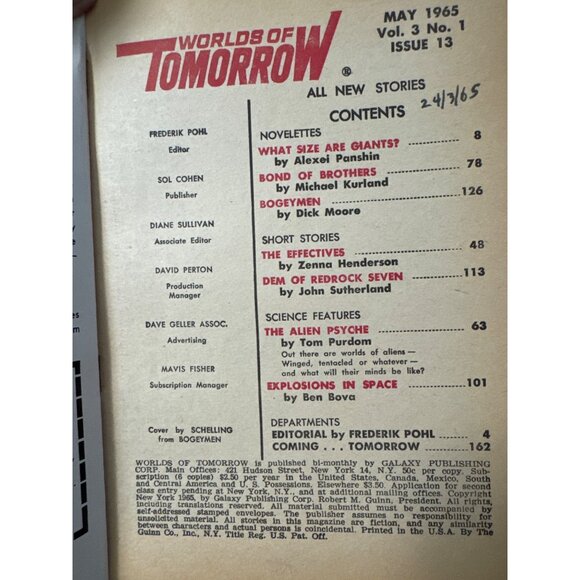 WORLDS OF
TOMORROW
®
MAY 1965
Vol. 3 No. 1
ISSUE 13
ALL NEW STORIES
24/3/65
CONTENTS
FREDERIK POHL
Editor
SOL COHEN
Publisher
DIANE SULLIVAN
Associate Editor
DAVID PERTON
Production
Manager
DAVE GELLER ASSOC.
Advertising
MAVIS FISHER
Subscription Manager
Cover by SCHELLING
from BOGEYMEN
NOVELETTES
WHAT SIZE ARE GIANTS? 8
by Alexei Panshin
BOND OF BROTHERS 78
by Michael Kurland
BOGEYMEN 126
by Dick Moore
SHORT STORIES
THE EFFECTIVES 48
by Zenna Henderson
DEM OF REDROCK SEVEN 113
by John Sutherland
SCIENCE FEATURES
THE ALIEN PSYCHE 63
by Tom Purdom
Out there are worlds of aliens —
Winged, tentacled or whatever —
and what will their minds be like?
EXPLOSIONS IN SPACE 101
by Ben Bova
DEPARTMENTS
EDITORIAL by FREDERIK POHL 4
COMING . . . TOMORROW 162
WORLDS OF TOMORROW is published bi-monthly by GALAXY PUBLISHING
CORP. Main Offices: 421 Hudson Street, New York 14, N.Y. 50c per copy. Sub-
scription (6 copies) $2.50 per year in the United States, Canada, Mexico, South
and Central America and U. S. Possessions. Elsewhere $3.50. Application for second
class entry pending at New York, N.Y., and at additional mailing offices. Copyright
New York 1965, by Galaxy Publishing Corp. Robert M. Guinn, President. All rights,
including translations reserved. All material submitted must be accompanied by
self-addressed stamped envelopes. The publisher assumes no responsibility for
unsolicited material. All stories in this magazine are fiction, and any similarity
between characters and actual persons is coincidental. Printed in the U.S.A. By The
Guinn Co., Inc., N.Y. Title Reg. U.S. Pat. Off.